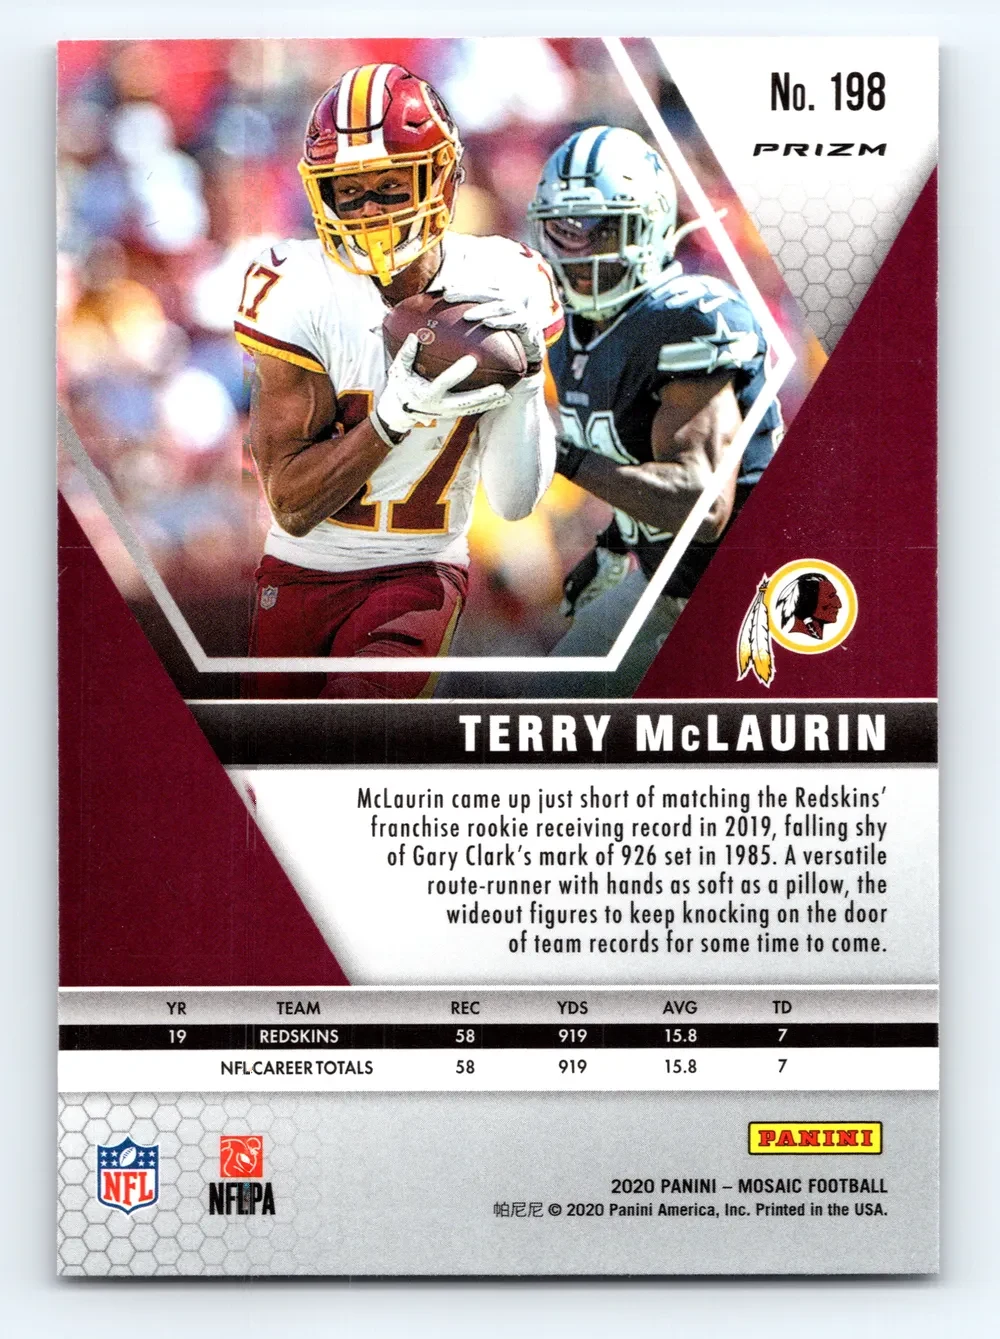 No. 198
PRIZM
17
17
TERRY McLAURIN
McLaurin came up just short of matching the Redskins'
franchise rookie receiving record in 2019, falling shy
of Gary Clark's mark of 926 set in 1985. A versatile
route-runner with hands as soft as a pillow, the
wideout figures to keep knocking on the door
of team records for some time to come.
YR TEAM REC YDS AVG TD
19 REDSKINS 58 919 15.8 7
NFL CAREER TOTALS 58 919 15.8 7
NFL
NFLPA
PANINI
2020 PANINI – MOSAIC FOOTBALL
帕尼尼 © 2020 Panini America, Inc. Printed in the USA.